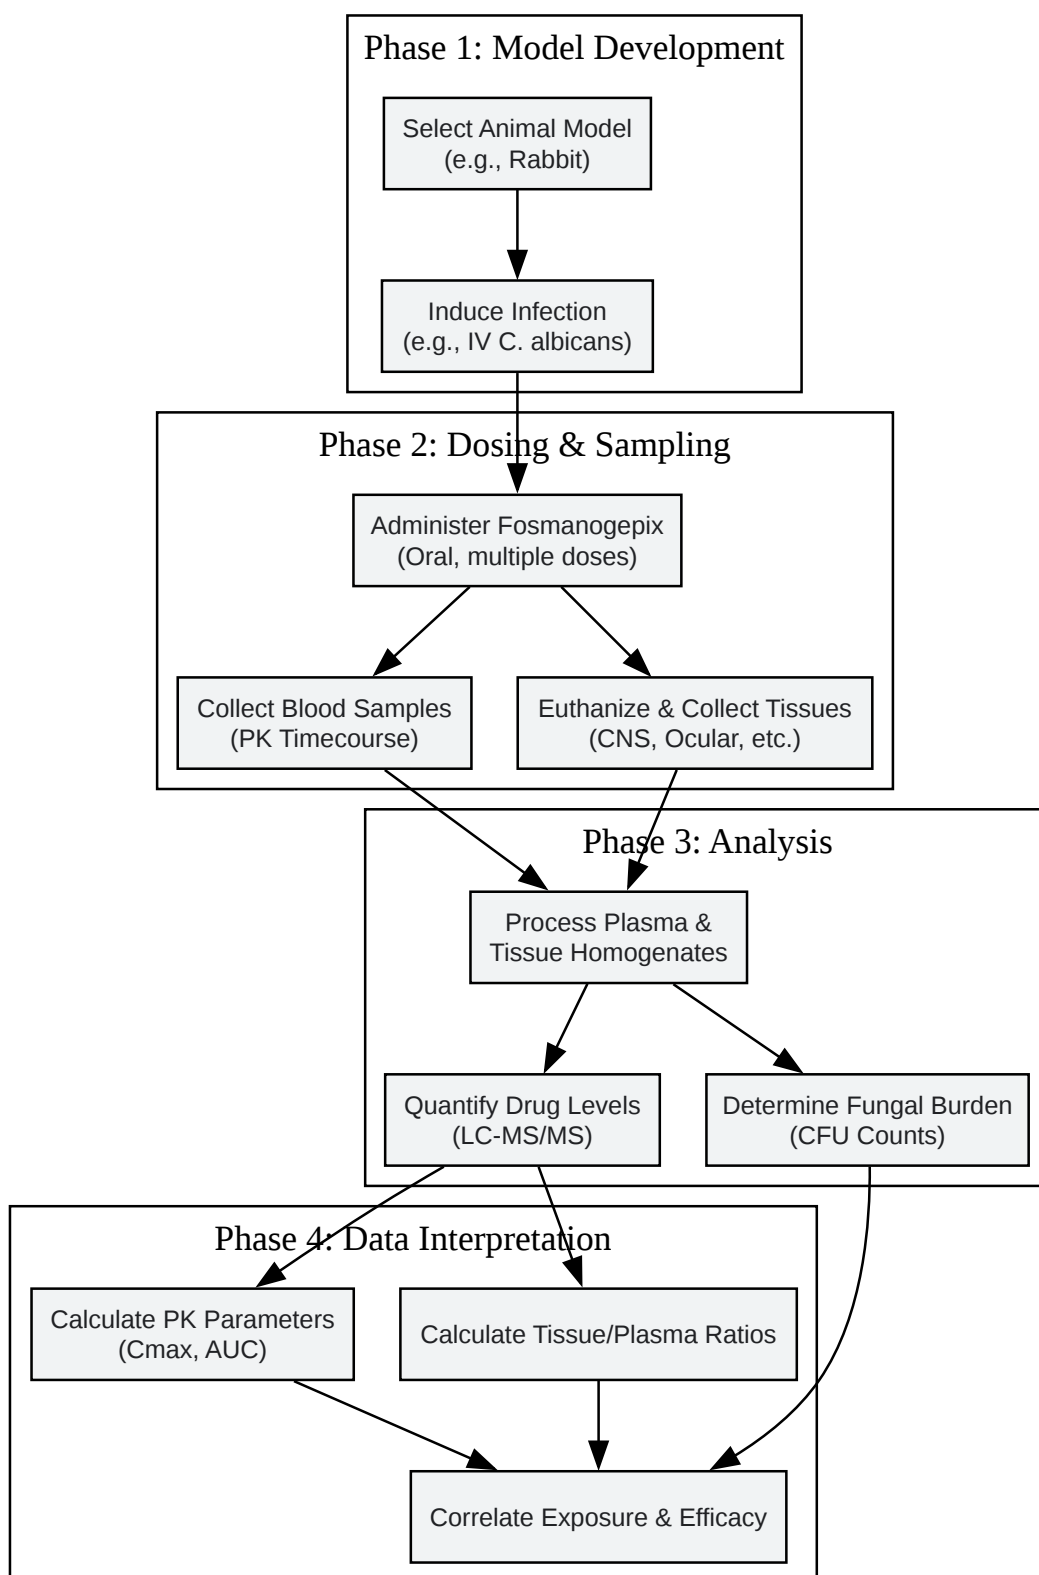 Phase 1: Model Development
Select Animal Model
(e.g., Rabbit)
Induce Infection
(e.g., IV C. albicans)
Phase 2: Dosing & Sampling
Administer Fosmanogepix
(Oral, multiple doses)
Collect Blood Samples
(PK Timecourse)
Euthanize & Collect Tissues
(CNS, Ocular, etc.)
Phase 3: Analysis
Process Plasma &
Tissue Homogenates
Quantify Drug Levels
(LC-MS/MS)
Determine Fungal Burden
(CFU Counts)
Phase 4: Data Interpretation
Calculate PK Parameters
(Cmax, AUC)
Calculate Tissue/Plasma Ratios
Correlate Exposure & Efficacy